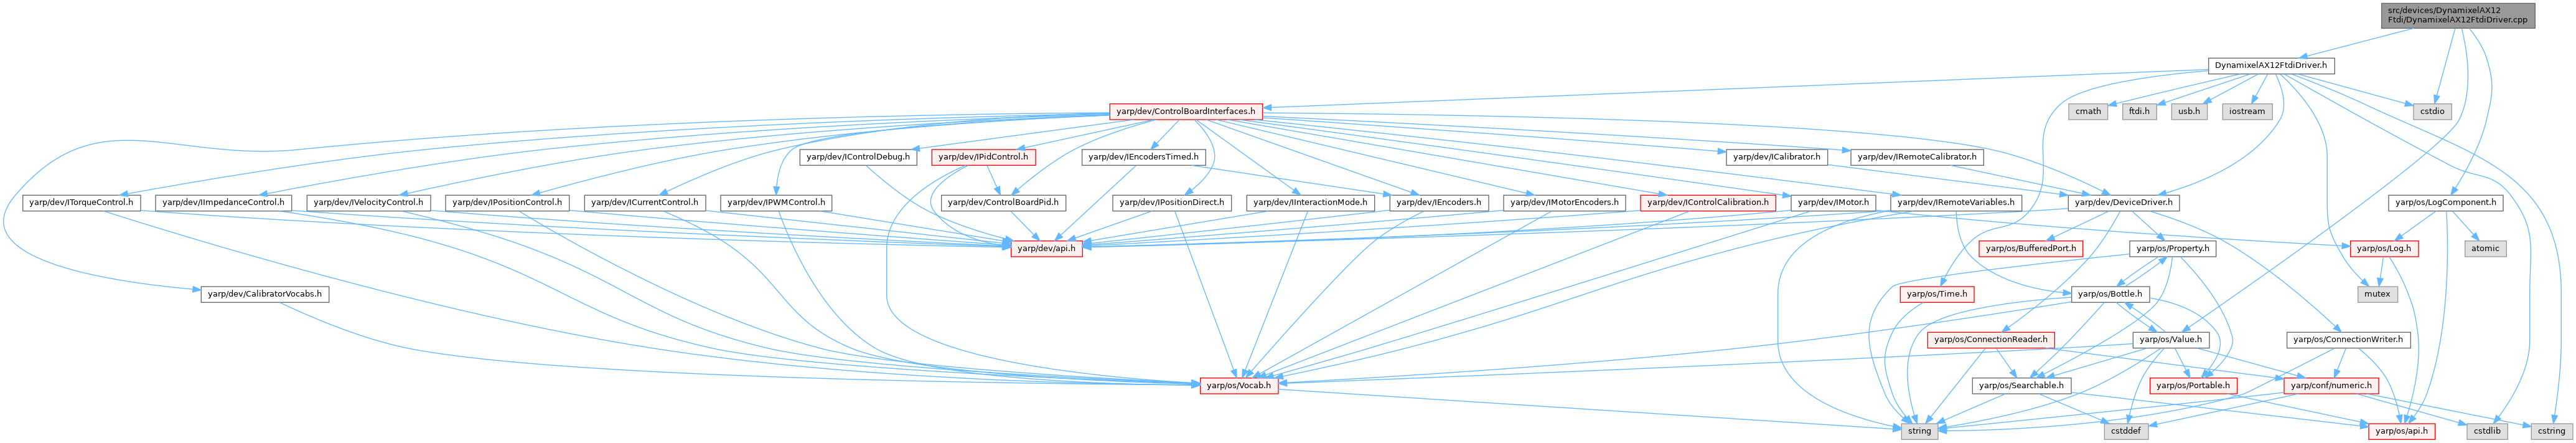 src/devices/DynamixelAX12
Ftdi/DynamixelAX12FtdiDriver.cpp
DynamixelAX12FtdiDriver.h
yarp/dev/ControlBoardInterfaces.h
cmath
ftdi.h
usb.h
iostream
cstdio
yarp/dev/IControlDebug.h
yarp/dev/IPidControl.h
yarp/dev/IEncodersTimed.h
yarp/dev/ICalibrator.h
yarp/dev/IRemoteCalibrator.h
yarp/dev/ITorqueControl.h
yarp/dev/IImpedanceControl.h
yarp/dev/IVelocityControl.h
yarp/dev/IPositionControl.h
yarp/dev/ICurrentControl.h
yarp/dev/IPWMControl.h
yarp/dev/ControlBoardPid.h
yarp/dev/IPositionDirect.h
yarp/dev/IInteractionMode.h
yarp/dev/IEncoders.h
yarp/dev/IMotorEncoders.h
yarp/dev/IControlCalibration.h
yarp/dev/IMotor.h
yarp/dev/IRemoteVariables.h
yarp/dev/DeviceDriver.h
yarp/os/LogComponent.h
yarp/dev/api.h
yarp/os/BufferedPort.h
yarp/os/Property.h
yarp/os/Log.h
atomic
yarp/dev/CalibratorVocabs.h
yarp/os/Time.h
yarp/os/Bottle.h
mutex
yarp/os/ConnectionReader.h
yarp/os/Value.h
yarp/os/ConnectionWriter.h
yarp/os/Vocab.h
yarp/os/Searchable.h
yarp/os/Portable.h
yarp/conf/numeric.h
string
cstddef
yarp/os/api.h
cstdlib
cstring